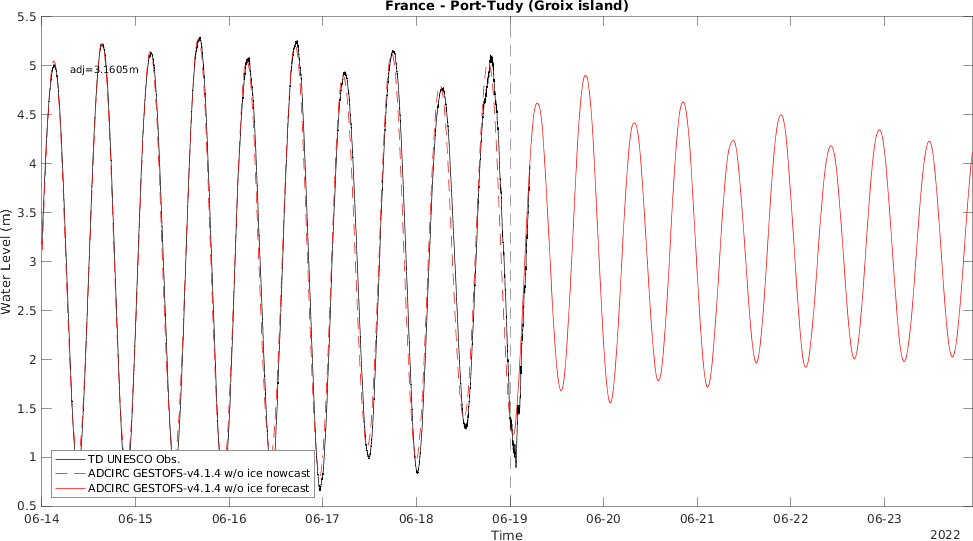 France - Port-Tudy (Groix island)
5.5
5
4.5
4
3.5
3
2.5
2
1.5
1
0.5
Water Level (m)
adj=3.1605m
TD UNESCO Obs.
ADCIRC GESTOFS-v4.1.4 w/o ice nowcast
ADCIRC GESTOFS-v4.1.4 w/o ice forecast
06-14 06-15 06-16 06-17 06-18 06-19 06-20 06-21 06-22 06-23
Time
2022